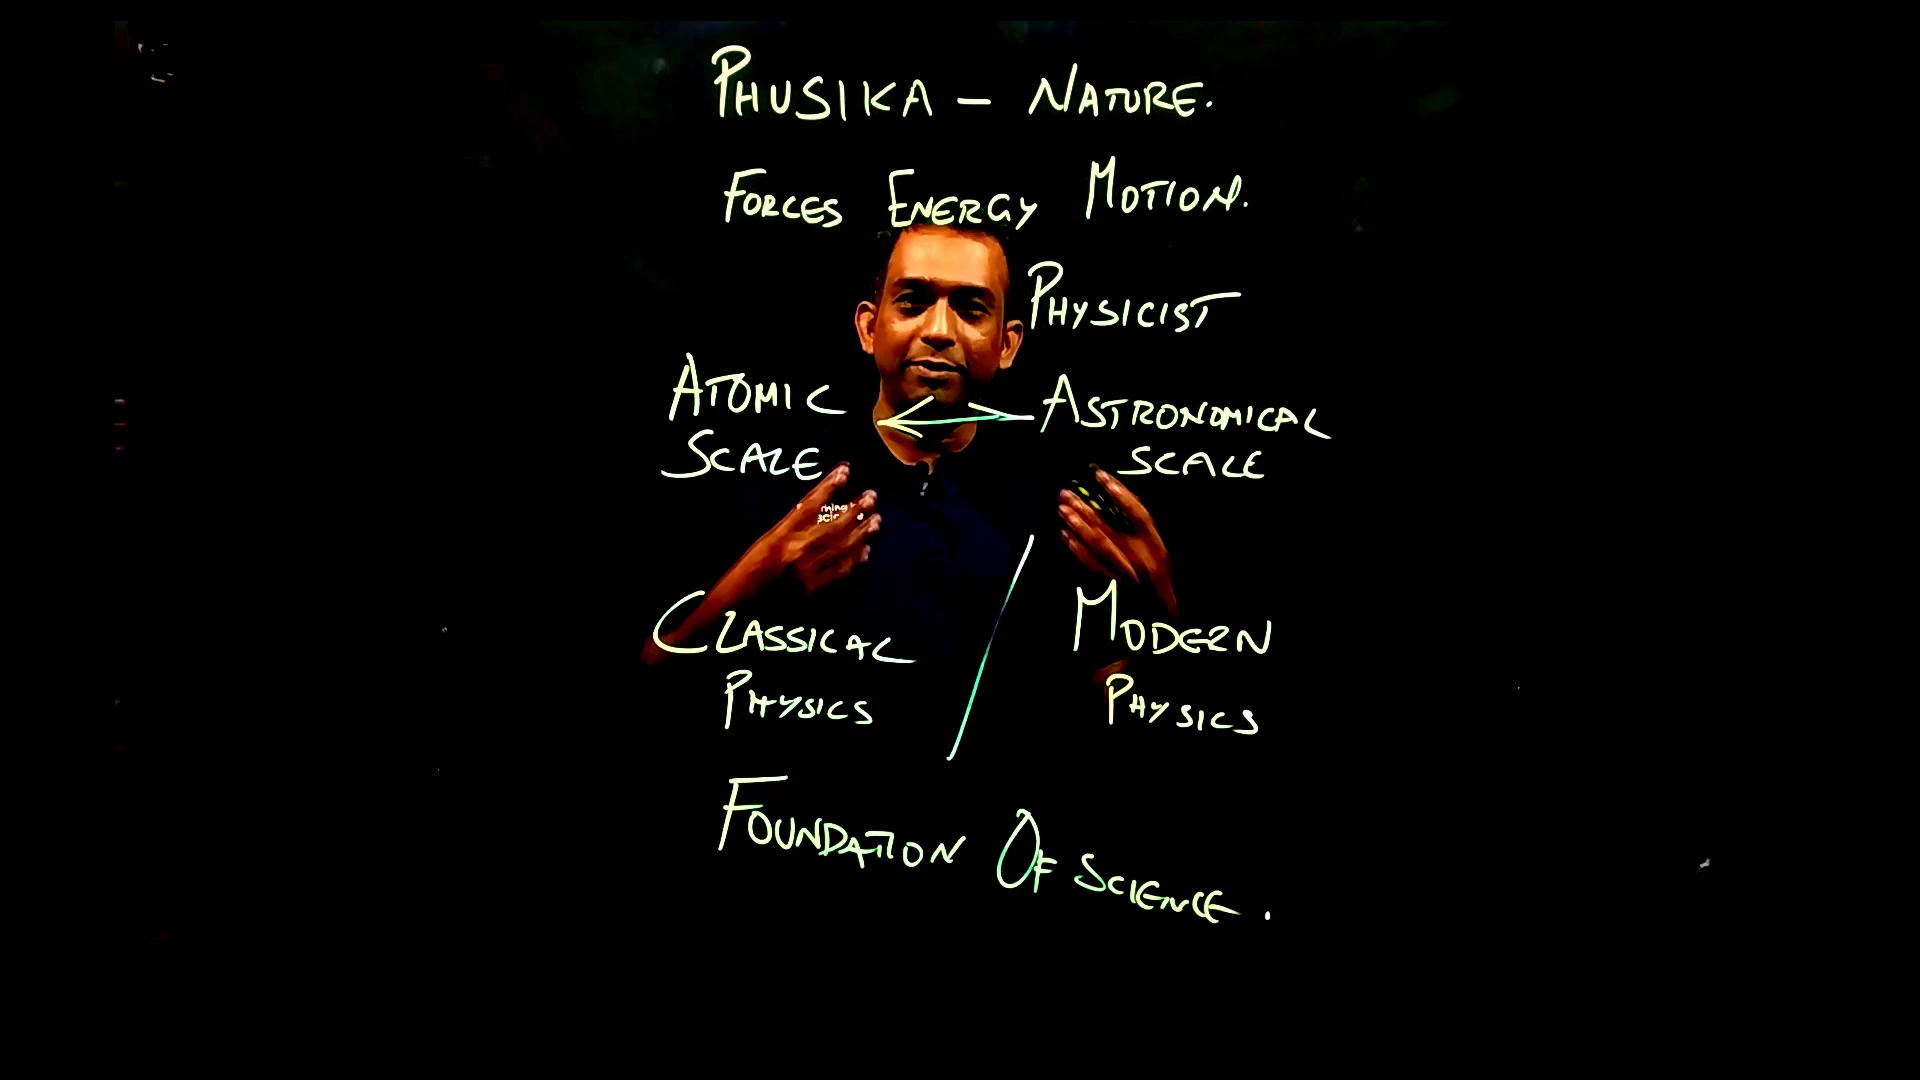 PHUSIKA – NATURE.
FORCES ENERGY MOTION.
PHYSICIST
ATOMIC SCALE
ASTRONOMICAL SCALE
CLASSICAL PHYSICS
MODERN PHYSICS
FOUNDATION OF SCIENCE.